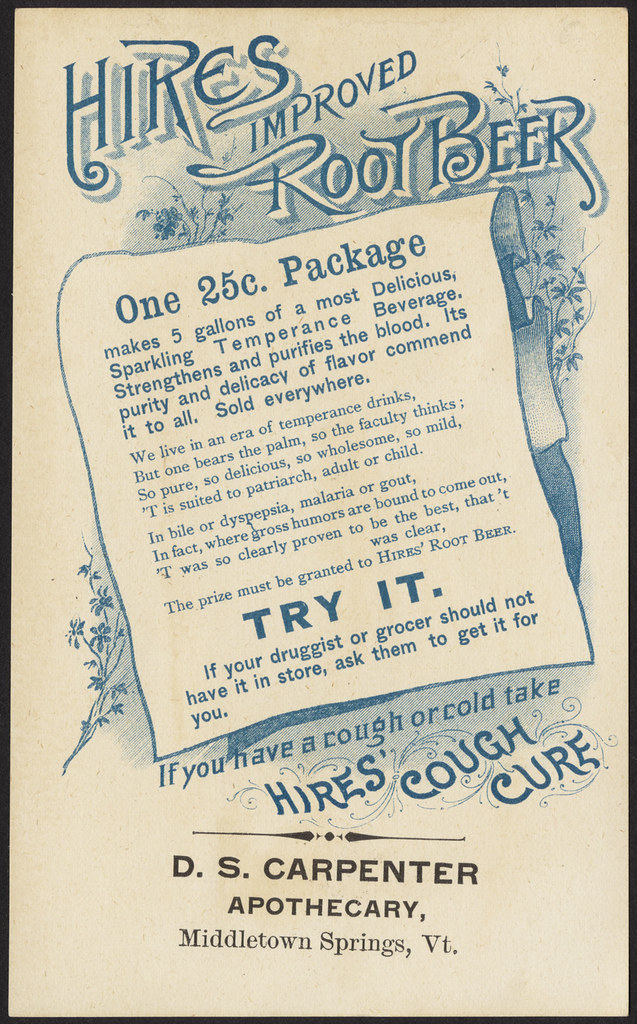 HIRES
IMPROVED
ROOT BEER
One 25c. Package
makes 5 gallons of a most Delicious,
Sparkling Temperance Beverage.
Strengthens and purifies the blood. Its
purity and delicacy of flavor commend
it to all. Sold everywhere.
We live in an era of temperance drinks,
But one bears the palm, so the faculty thinks;
So pure, so delicious, so wholesome, so mild,
'T is suited to patriarch, adult or child.
In bile or dyspepsia, malaria or gout,
In fact, where gross humors are bound to come out,
'T was so clearly proven to be the best, that 't
was clear,
The prize must be granted to HIRES' ROOT BEER.
TRY IT.
If your druggist or grocer should not
have it in store, ask them to get it for
you.
If you have a cough or cold take
HIRES' COUGH CURE
D. S. CARPENTER
APOTHECARY,
Middletown Springs, Vt.